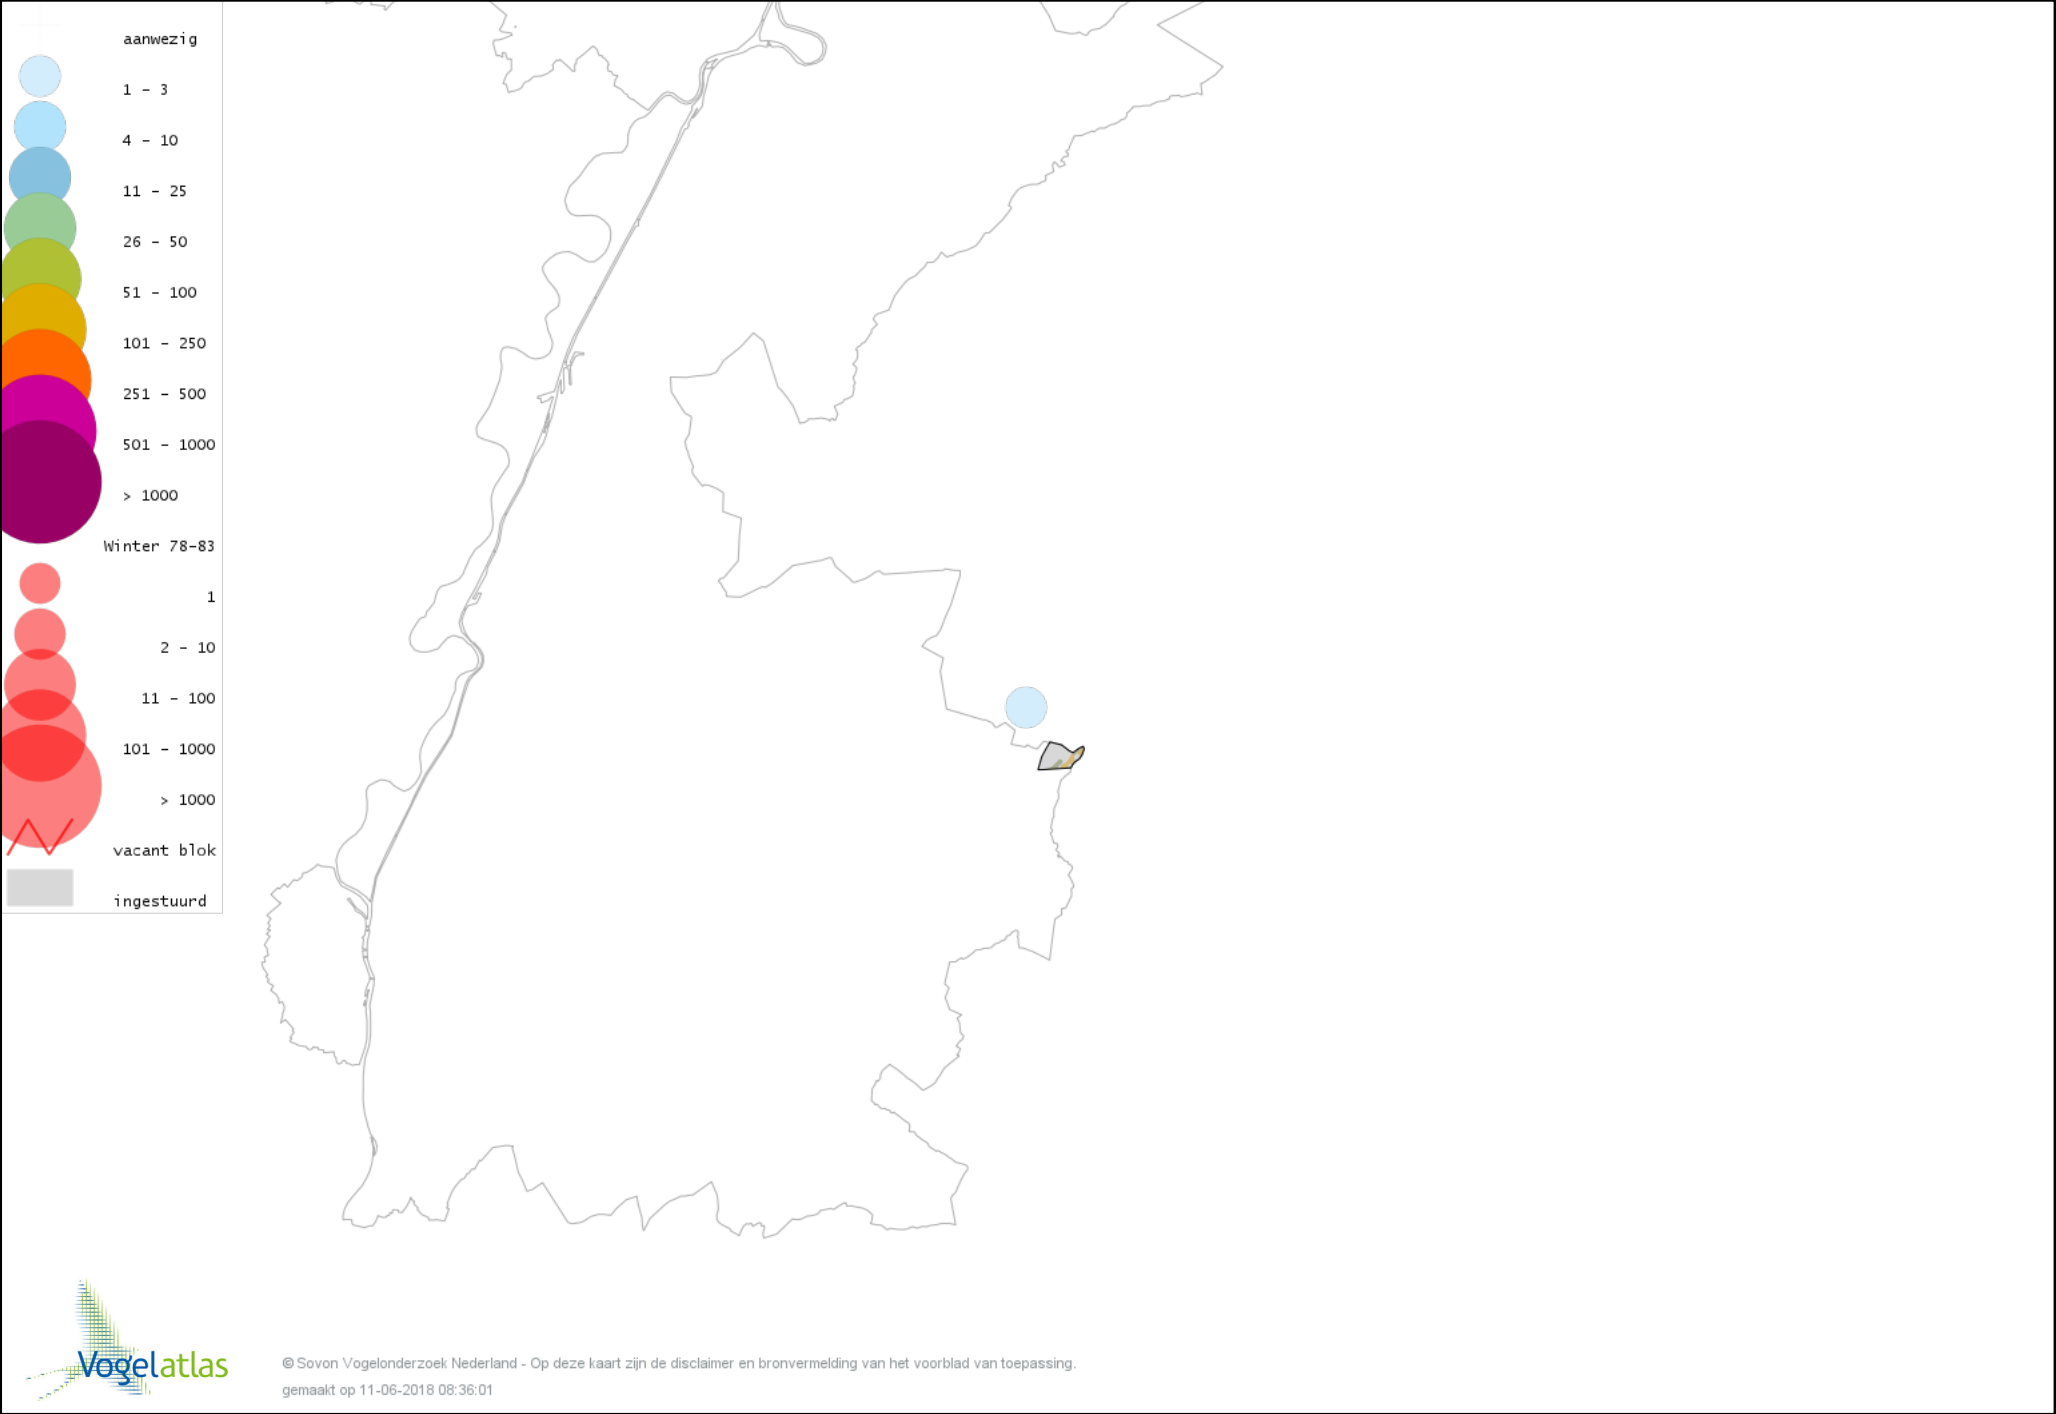 aanwezig
1 - 3
4 - 10
11 - 25
26 - 50
51 - 100
101 - 250
251 - 500
501 - 1000
> 1000
Winter 78-83
1
2 - 10
11 - 100
101 - 1000
> 1000
vacant blok
ingestuurd
Vogelatlas
© Sovon Vogelonderzoek Nederland - Op deze kaart zijn de disclaimer en bronvermelding van het voorblad van toepassing.
gemaakt op 11-06-2018 08:36:01